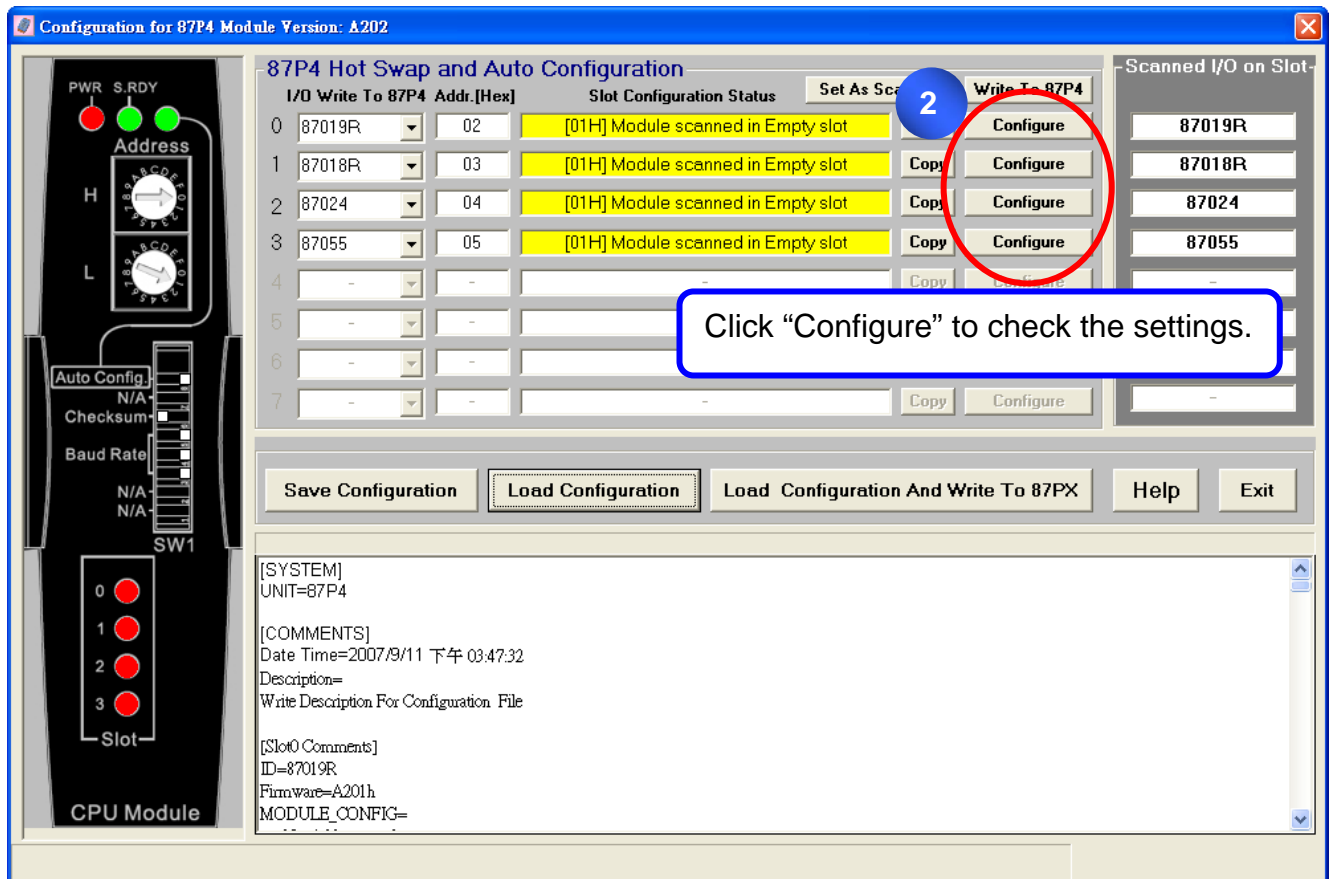 Configuration for 87P4 Module Version: A202
PWR S.RDY
Address
H
L
Auto Config.
N/A
Checksum
Baud Rate
N/A
N/A
SW1
0
1
2
3
Slot
CPU Module
87P4 Hot Swap and Auto Configuration
I/O Write To 87P4 Addr.[Hex] Slot Configuration Status Set As Sca Write To 87P4
2
0 87019R 02 [01H] Module scanned in Empty slot Configure
1 87018R 03 [01H] Module scanned in Empty slot Copy Configure
2 87024 04 [01H] Module scanned in Empty slot Copy Configure
3 87055 05 [01H] Module scanned in Empty slot Copy Configure
4 - - - Copy Configure
5 - -
6 - -
7 - - - Copy Configure
Click “Configure” to check the settings.
Scanned I/O on Slot
87019R
87018R
87024
87055
-
-
Save Configuration Load Configuration Load Configuration And Write To 87PX Help Exit
[SYSTEM]
UNIT=87P4
[COMMENTS]
Date Time=2007/9/11 下午 03:47:32
Description=
Write Description For Configuration File
[Slot0 Comments]
ID=87019R
Firmware=A201h
MODULE_CONFIG=